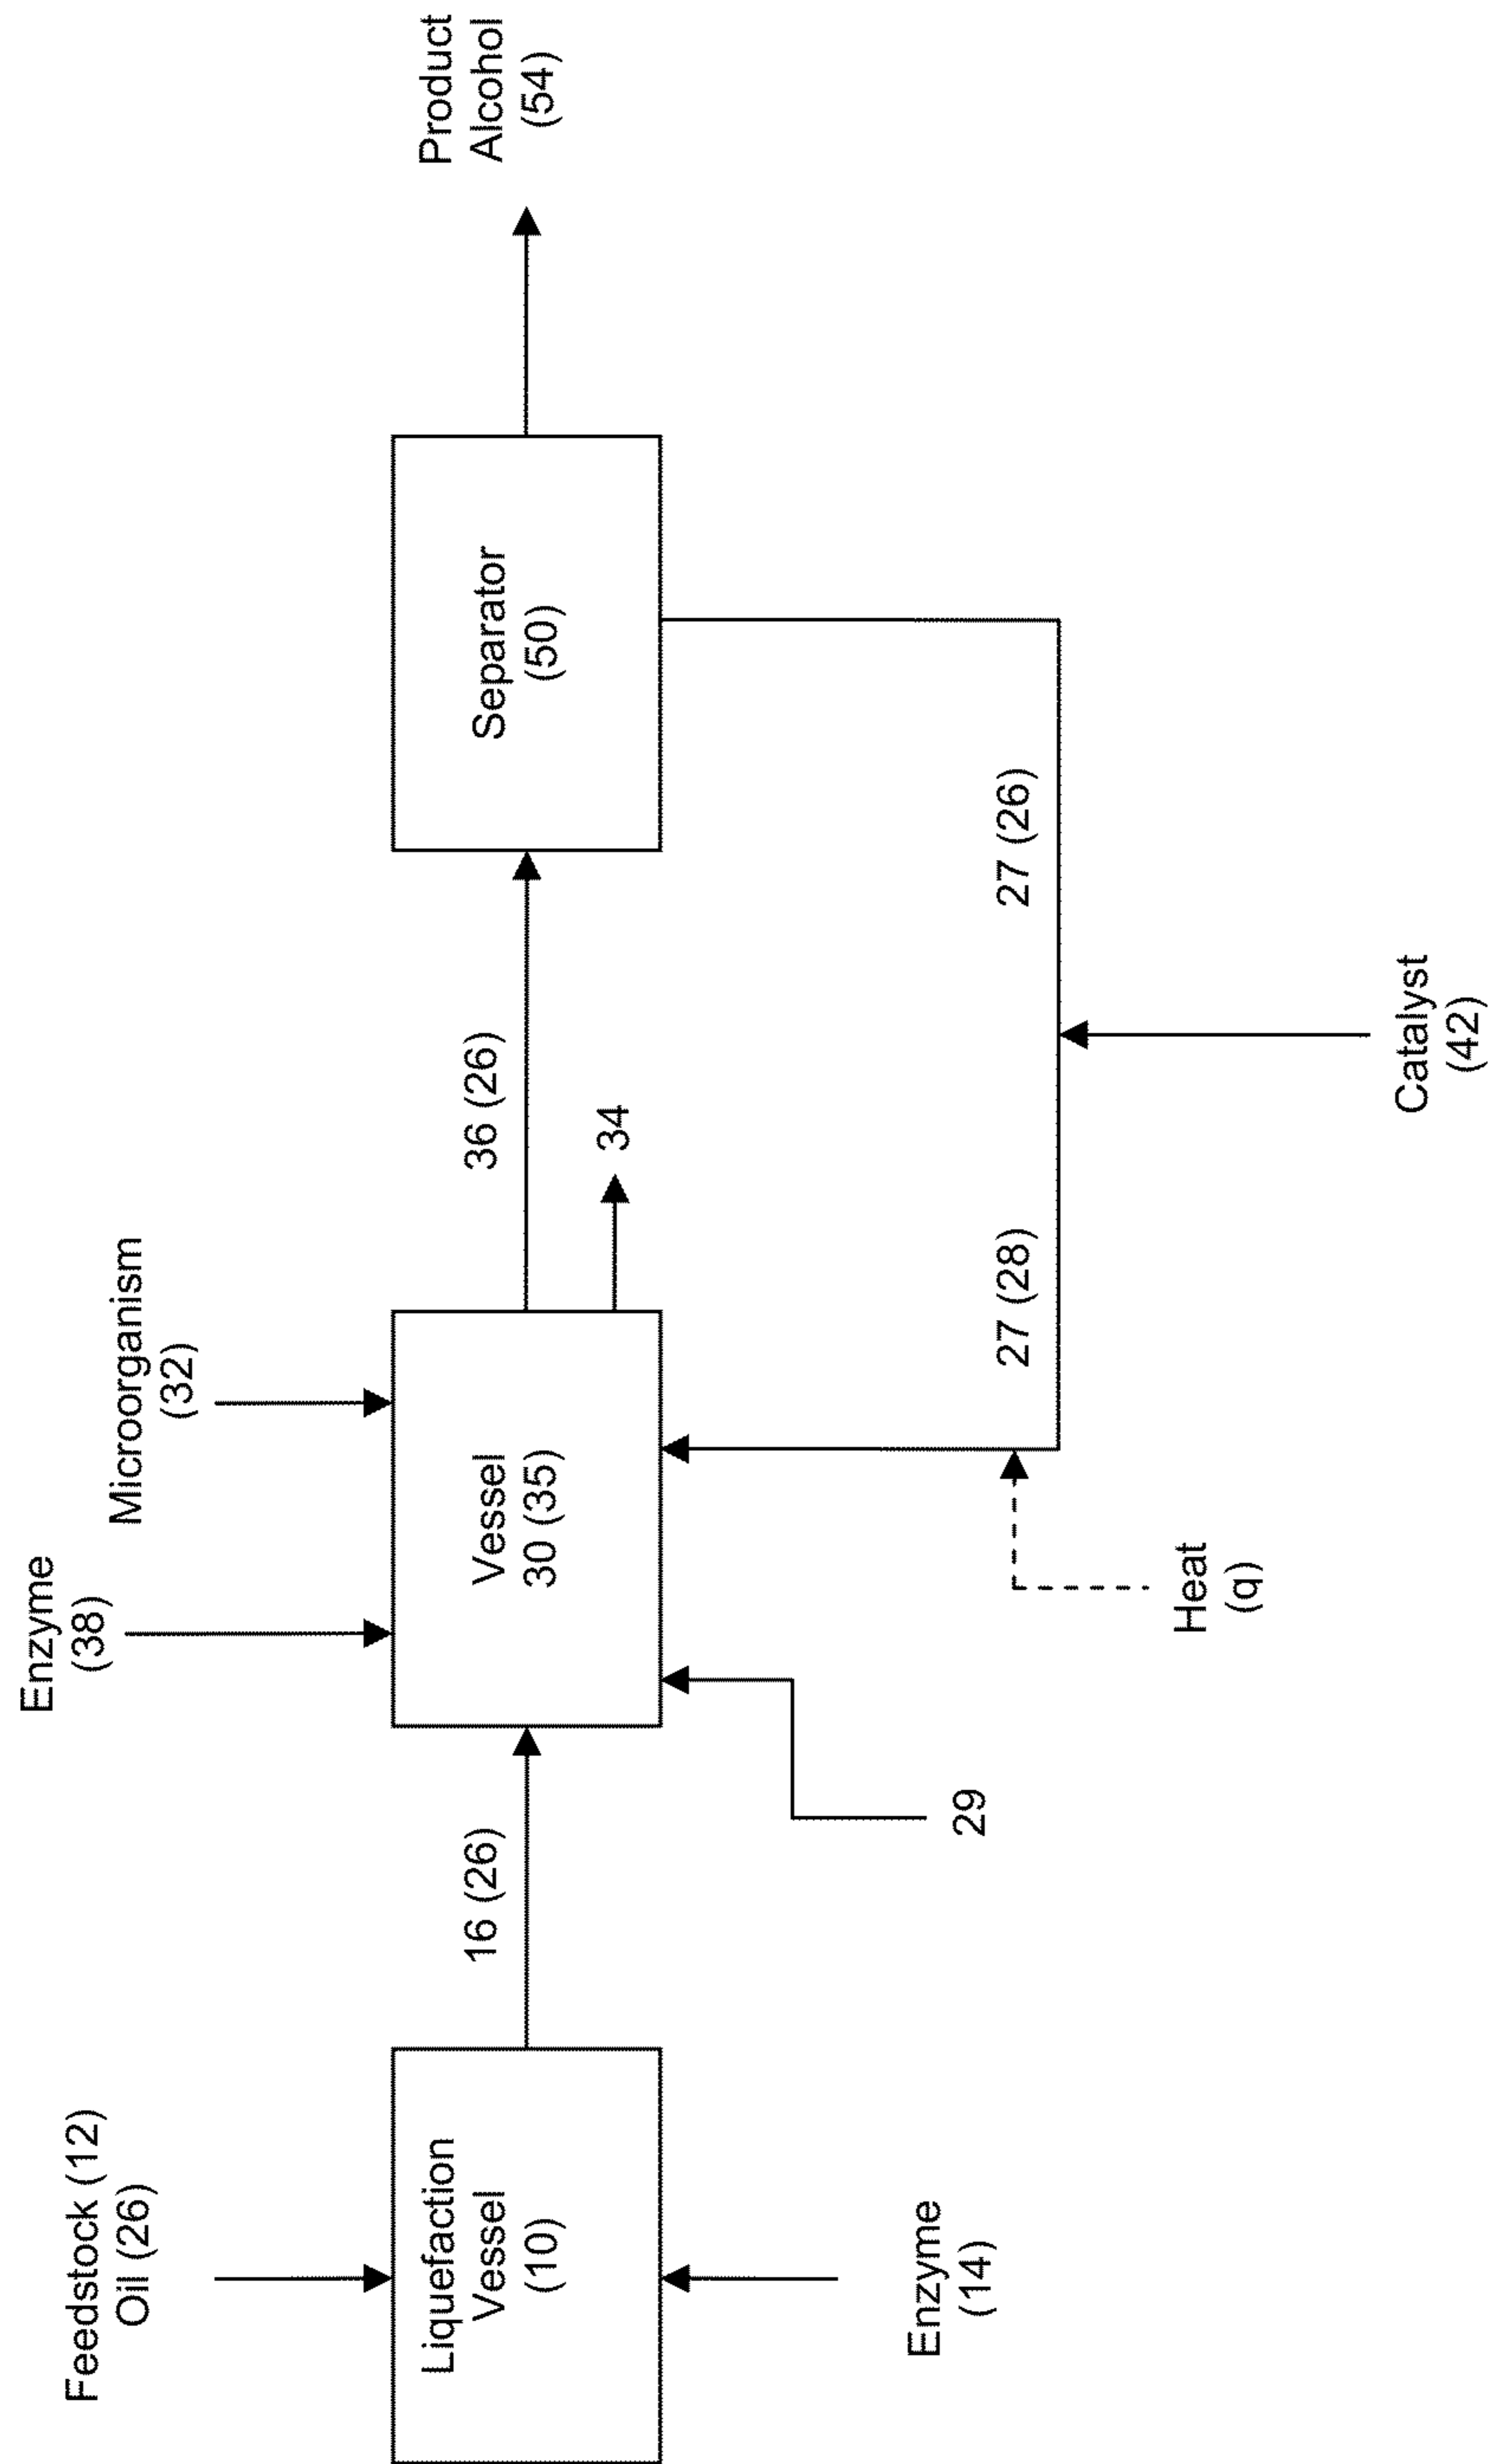 Feedstock (12)
Oil (26)
Liquefaction
Vessel
(10)
Enzyme
(14)
16 (26)
Enzyme
(38)
Microorganism
(32)
Vessel
30 (35)
29
34
36 (26)
Separator
(50)
Product
Alcohol
(54)
27 (28)
27 (26)
Heat
(q)
Catalyst
(42)